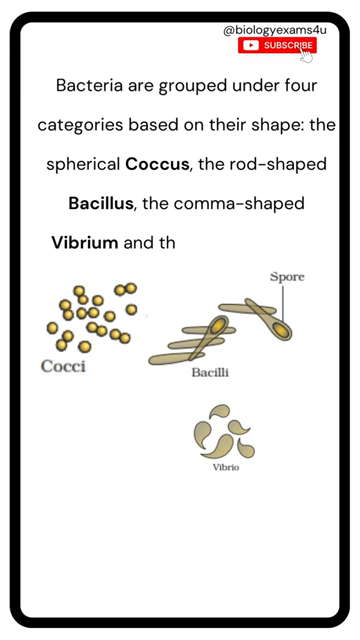 @biologyexams4u
SUBSCRIBE
Bacteria are grouped under four
categories based on their shape: the
spherical Coccus, the rod-shaped
Bacillus, the comma-shaped
Vibrium and th
Spore
Cocci
Bacilli
Vibrio